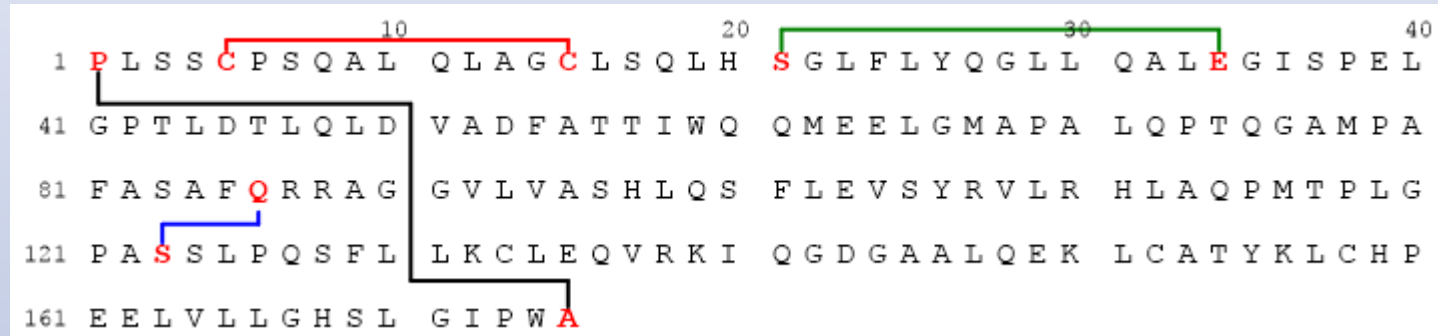 10 20 30 40
1 P L S S C P S Q A L Q L A G C L S Q L H S G L F L Y Q G L L Q A L E G I S P E L
41 G P T L D T L Q L D V A D F A T T I W Q Q M E E L G M A P A L Q P T Q G A M P A
81 F A S A F Q R R A G G V L V A S H L Q S F L E V S Y R V L R H L A Q P M T P L G
121 P A S S L P Q S F L L K C L E Q V R K I Q G D G A A L Q E K L C A T Y K L C H P
161 E E L V L L G H S L G I P W A